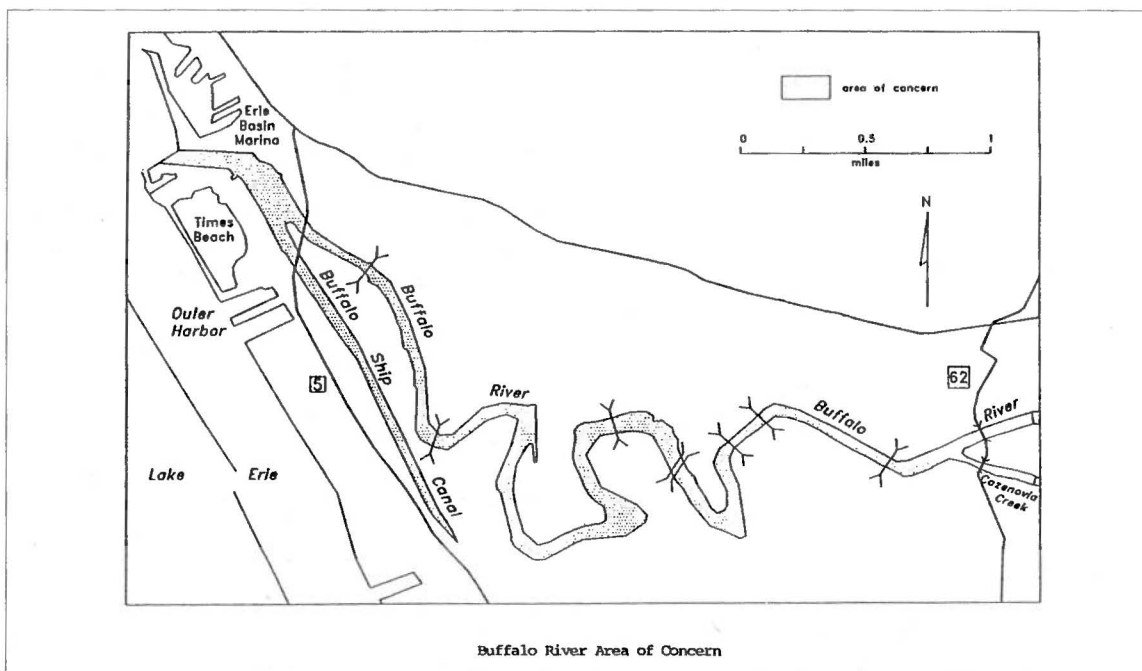 Erie
Basin
Marina
area of concern
0
0.5
1
miles
N
Times
Beach
Outer
Harbor
Buffalo
Ship
Canal
Buffalo
River
5
62
Buffalo
River
Cazenovia
Creek
Lake
Erie
Buffalo River Area of Concern